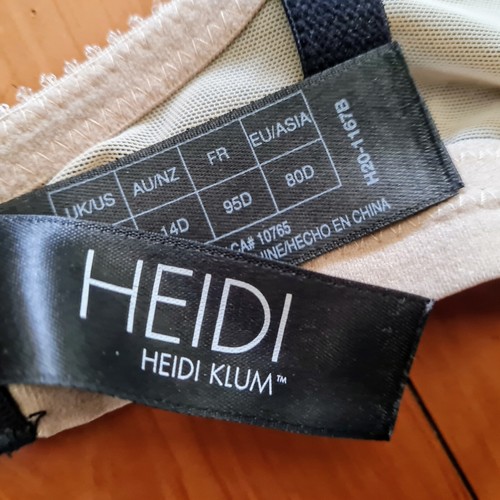 UK/US AU/NZ FR EU/ASIA
14D 95D 80D
H20-1167B
CA# 10765
HINE/HECHO EN CHINA
HEIDI
HEIDI KLUM™